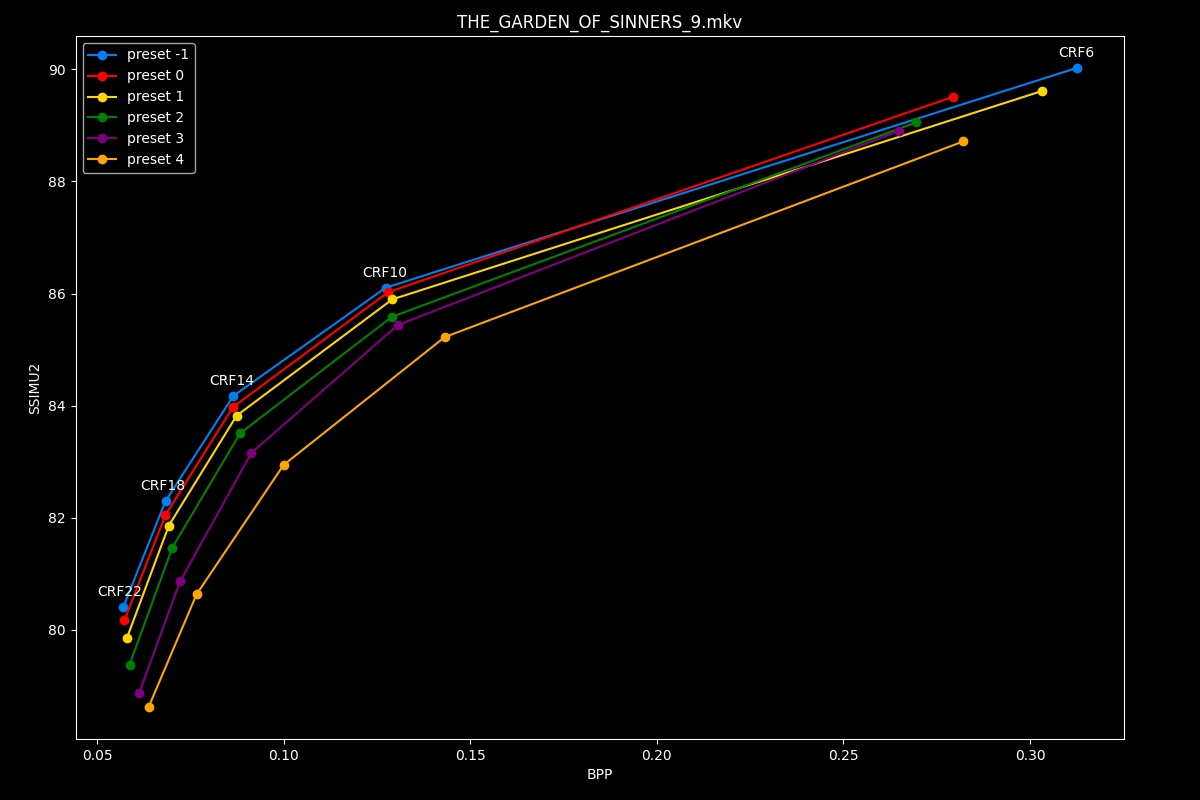 THE_GARDEN_OF_SINNERS_9.mkv
preset -1
preset 0
preset 1
preset 2
preset 3
preset 4
CRF6
CRF10
CRF14
CRF18
CRF22
90
88
86
84
82
80
SSIMU2
0.05 0.10 0.15 0.20 0.25 0.30
BPP